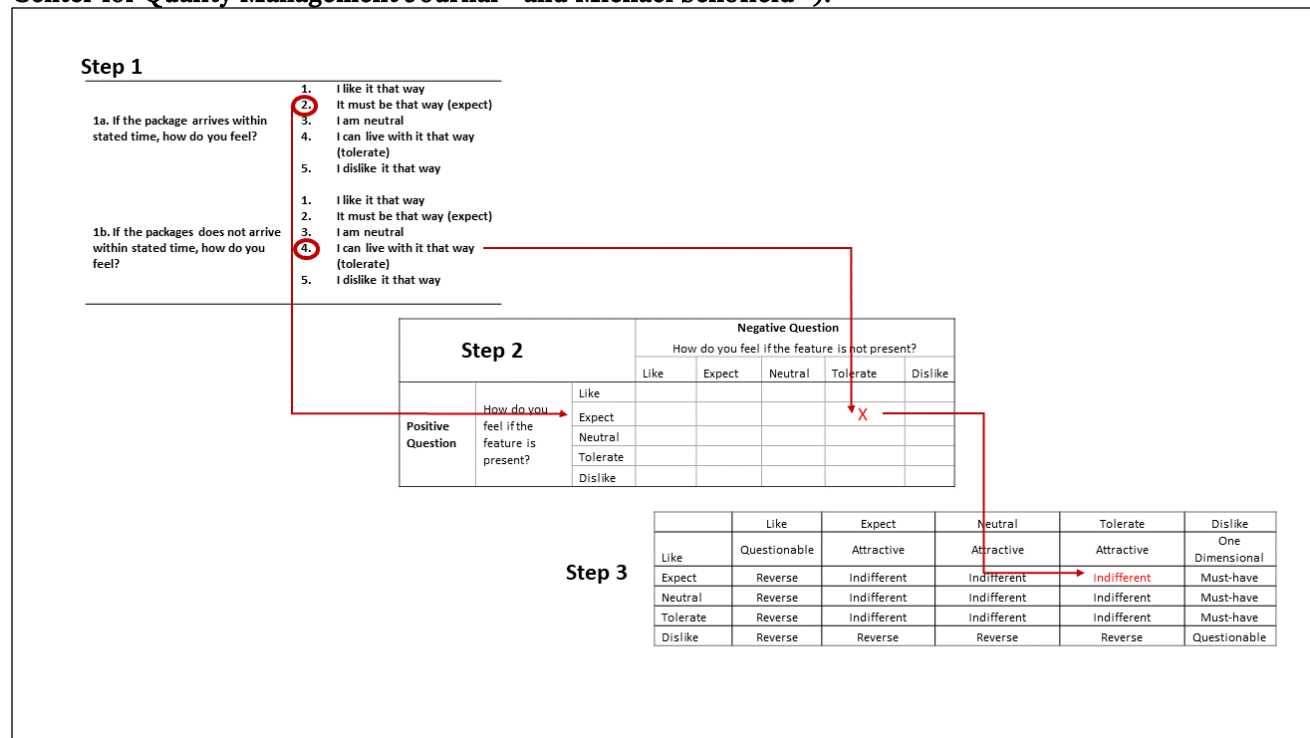 Center for Quality Management Journal and Michael Schofield ).
Step 1
1a. If the package arrives within
stated time, how do you feel?
1. I like it that way
2. It must be that way (expect)
3. I am neutral
4. I can live with it that way
(tolerate)
5. I dislike it that way
1b. If the packages does not arrive
within stated time, how do you
feel?
1. I like it that way
2. It must be that way (expect)
3. I am neutral
4. I can live with it that way
(tolerate)
5. I dislike it that way
Step 2
Negative Question
How do you feel if the feature is not present?
Like Expect Neutral Tolerate Dislike
Positive
Question
How do you
feel if the
feature is
present?
Like
Expect X
Neutral
Tolerate
Dislike
Step 3
Like Expect Neutral Tolerate Dislike
Like Questionable Attractive Attractive Attractive One
Dimensional
Expect Reverse Indifferent Indifferent Indifferent Must-have
Neutral Reverse Indifferent Indifferent Indifferent Must-have
Tolerate Reverse Indifferent Indifferent Indifferent Must-have
Dislike Reverse Reverse Reverse Reverse Questionable